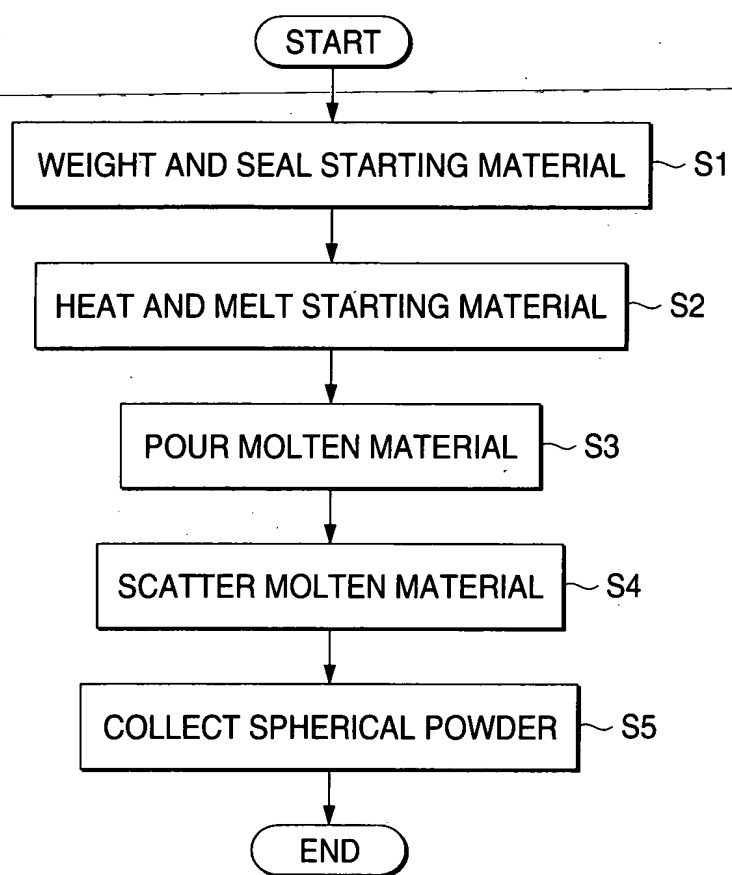 START
WEIGHT AND SEAL STARTING MATERIAL S1
HEAT AND MELT STARTING MATERIAL S2
POUR MOLTEN MATERIAL S3
SCATTER MOLTEN MATERIAL S4
COLLECT SPHERICAL POWDER S5
END